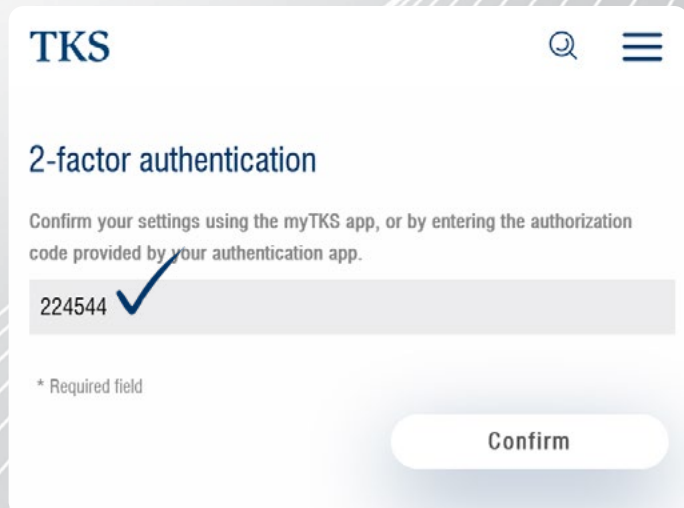 TKS
2-factor authentication
Confirm your settings using the myTKS app, or by entering the authorization
code provided by your authentication app.
224544
* Required field
Confirm